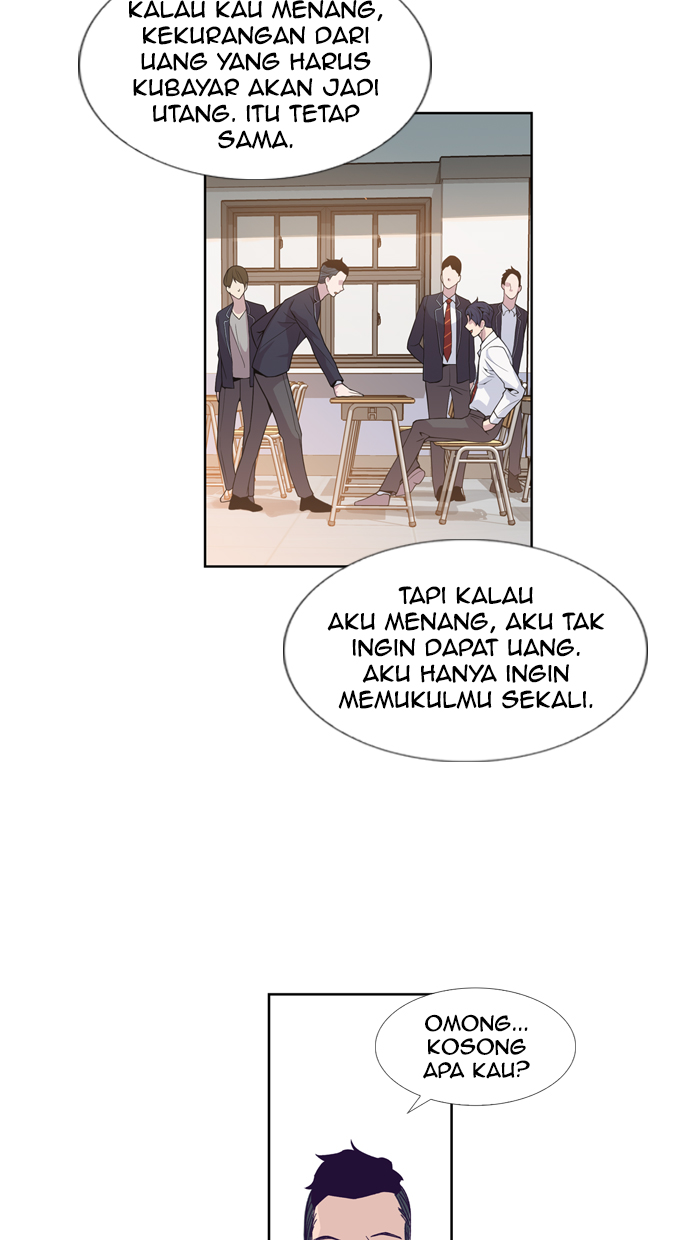 KALAU KAU MENANG,
KEKURANGAN DARI
UANG YANG HARUS
KUBAYAR AKAN JADI
UTANG. ITU TETAP
SAMA.
TAPI KALAU
AKU MENANG, AKU TAK
INGIN DAPAT UANG.
AKU HANYA INGIN
MEMUKULMU SEKALI.
OMONG...
KOSONG
APA KAU?